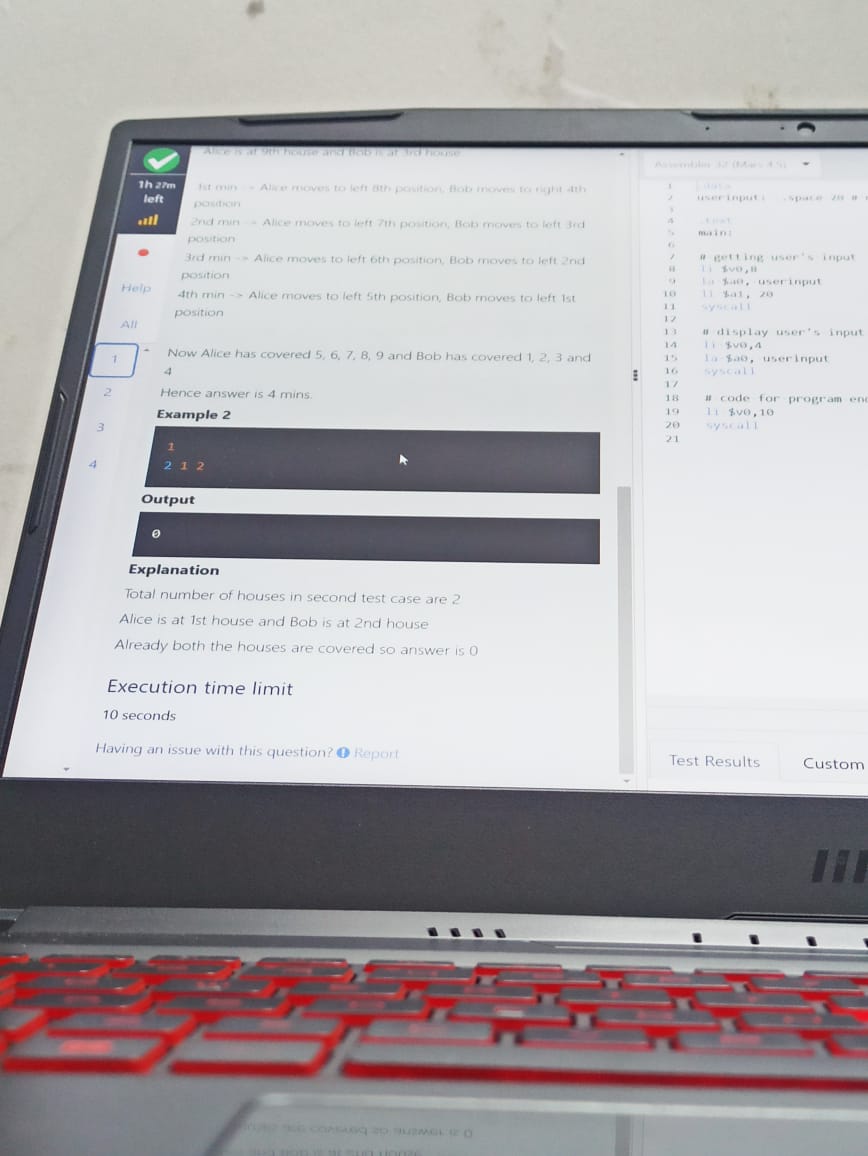 Alice is at 9th house and Bob is at 3rd house
1h 27m
left
1st min -> Alice moves to left 8th position, Bob moves to right 4th
position
2nd min -> Alice moves to left 7th position, Bob moves to left 3rd
position
3rd min -> Alice moves to left 6th position, Bob moves to left 2nd
position
4th min -> Alice moves to left 5th position, Bob moves to left 1st
position
Help
All
1
2
3
4
Now Alice has covered 5, 6, 7, 8, 9 and Bob has covered 1, 2, 3 and
4
Hence answer is 4 mins.
Example 2
1
2 1 2
Output
0
Explanation
Total number of houses in second test case are 2
Alice is at 1st house and Bob is at 2nd house
Already both the houses are covered so answer is 0
Execution time limit
10 seconds
Having an issue with this question? Report
Assembler 32 (Mars 4.5)
1 .data
2 userinput: .space 20 #
3
4 .text
5 main:
6
7 # getting user's input
8 li $v0,8
9 la $a0, userinput
10 li $a1, 20
11 syscall
12
13 # display user's input
14 li $v0,4
15 la $a0, userinput
16 syscall
17
18 # code for program en
19 li $v0,10
20 syscall
21
Test Results
Custom